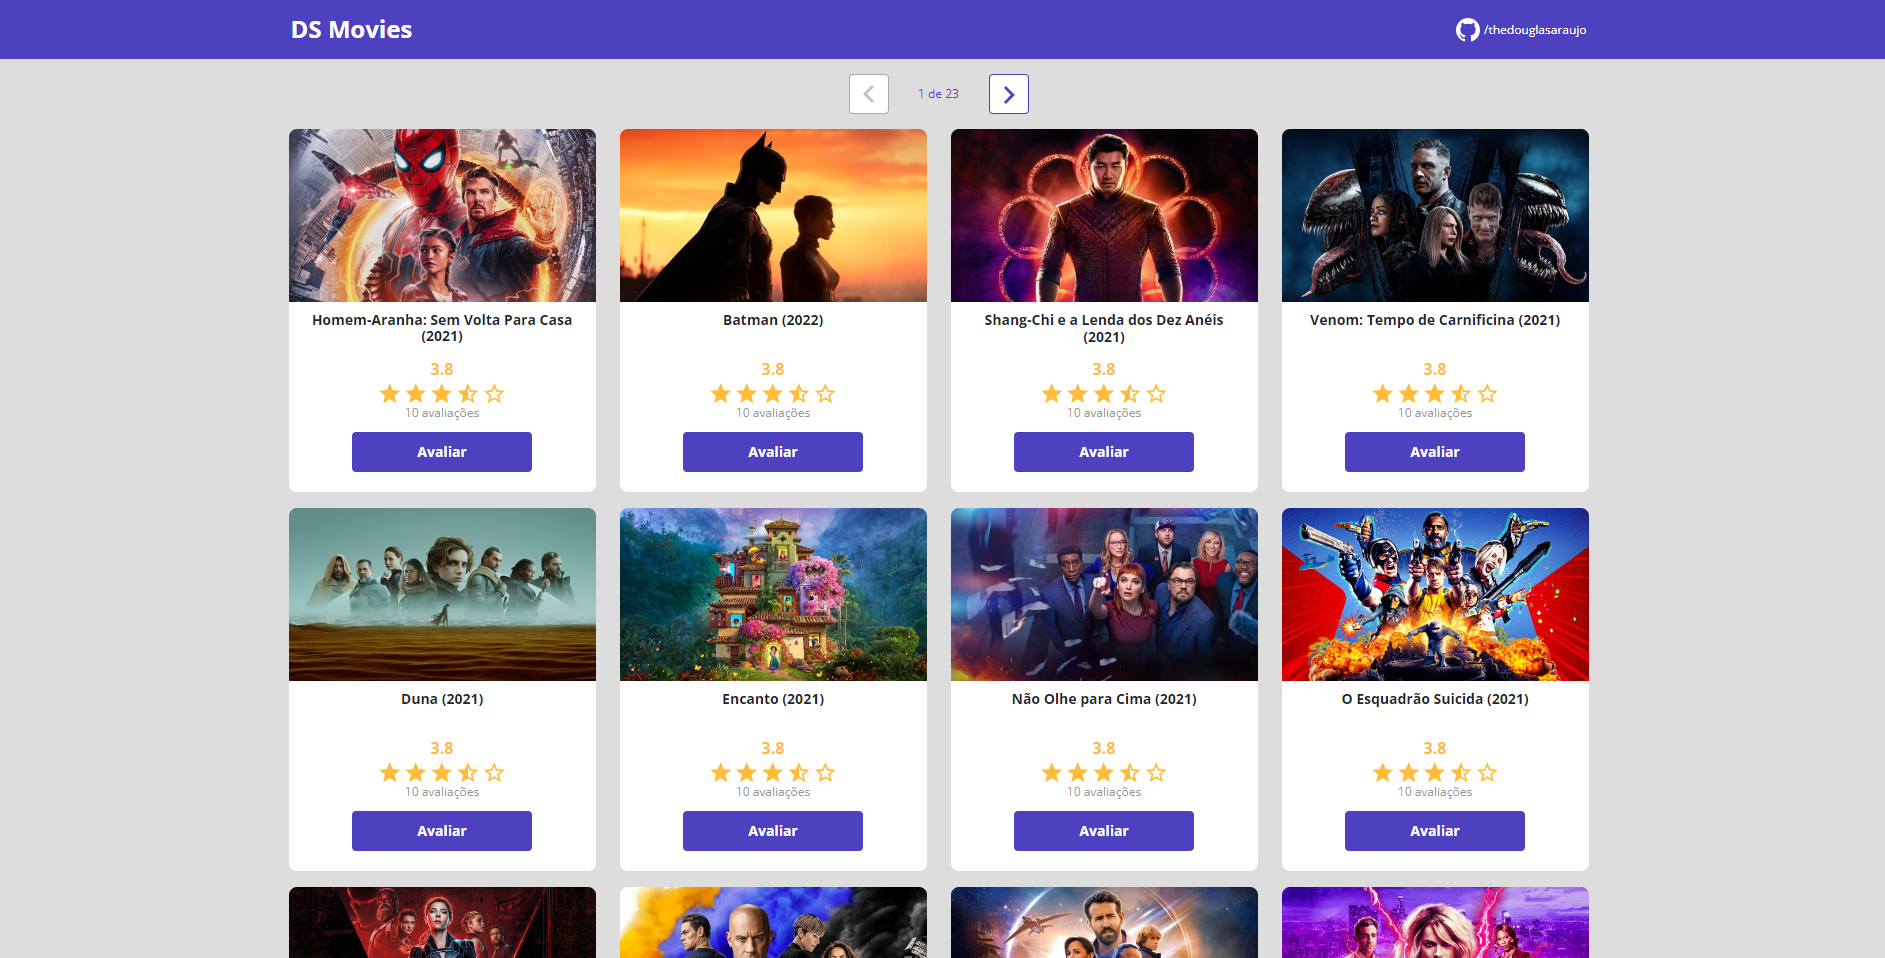 DS Movies
/thedouglasaraujo
1 de 23
Homem-Aranha: Sem Volta Para Casa
(2021)
3.8
10 avaliações
Avaliar
Batman (2022)
3.8
10 avaliações
Avaliar
Shang-Chi e a Lenda dos Dez Anéis
(2021)
3.8
10 avaliações
Avaliar
Venom: Tempo de Carnificina (2021)
3.8
10 avaliações
Avaliar
Duna (2021)
3.8
10 avaliações
Avaliar
Encanto (2021)
3.8
10 avaliações
Avaliar
Não Olhe para Cima (2021)
3.8
10 avaliações
Avaliar
O Esquadrão Suicida (2021)
3.8
10 avaliações
Avaliar